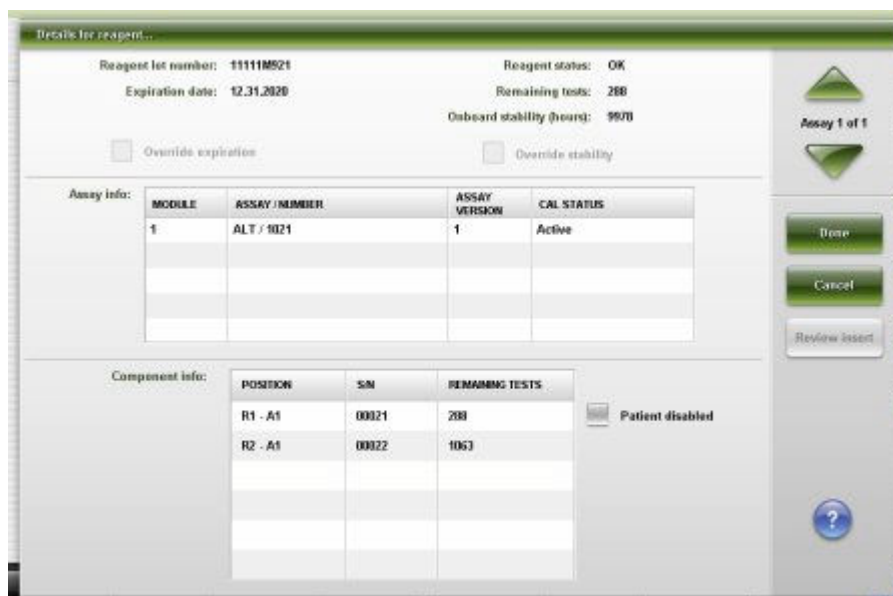 Details for reagent...
Reagent lot number: 11111M921
Reagent status: OK
Expiration date: 12.31.2020
Remaining tests: 288
Onboard stability (hours): 9978
Override expiration
Override stability
Assay 1 of 1
Assay info:
MODULE ASSAY / NUMBER ASSAY VERSION CAL STATUS
1 ALT / 1021 1 Active
Done
Cancel
Review insert
Component info:
POSITION S/N REMAINING TESTS
R1 - A1 00021 288
Patient disabled
R2 - A1 00022 1063
?